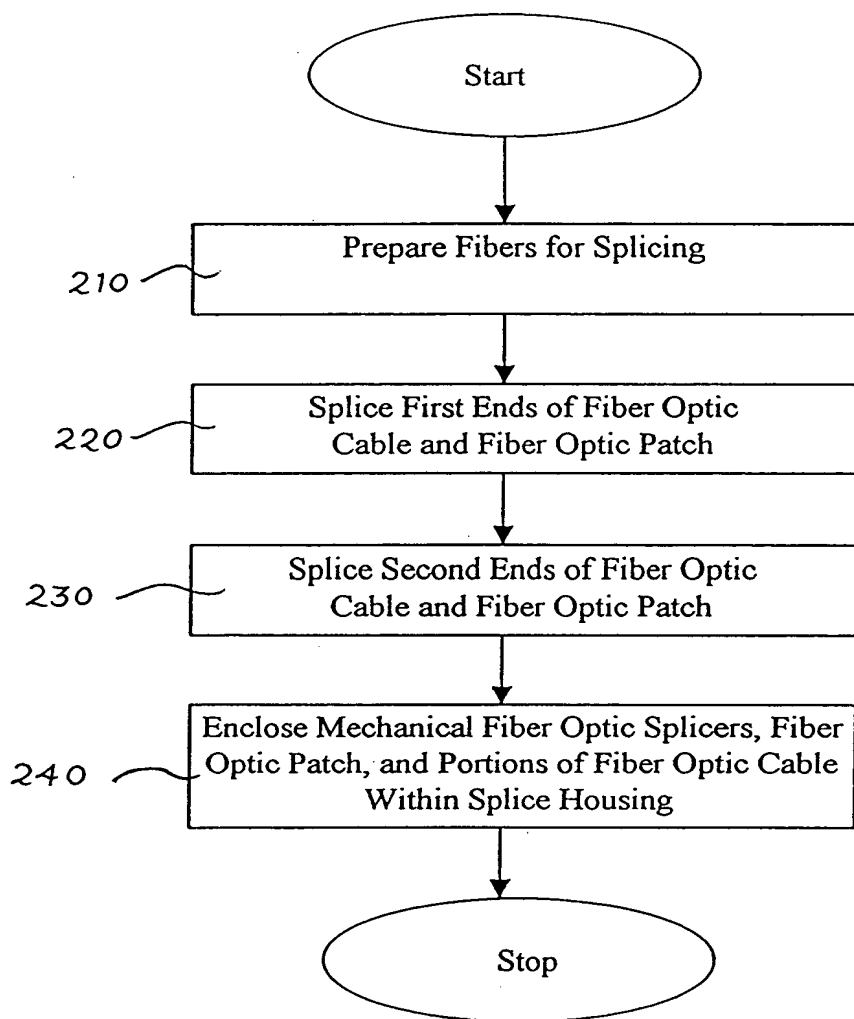 Start
Prepare Fibers for Splicing
210
Splice First Ends of Fiber Optic
Cable and Fiber Optic Patch
220
Splice Second Ends of Fiber Optic
Cable and Fiber Optic Patch
230
Enclose Mechanical Fiber Optic Splicers, Fiber
Optic Patch, and Portions of Fiber Optic Cable
Within Splice Housing
240
Stop